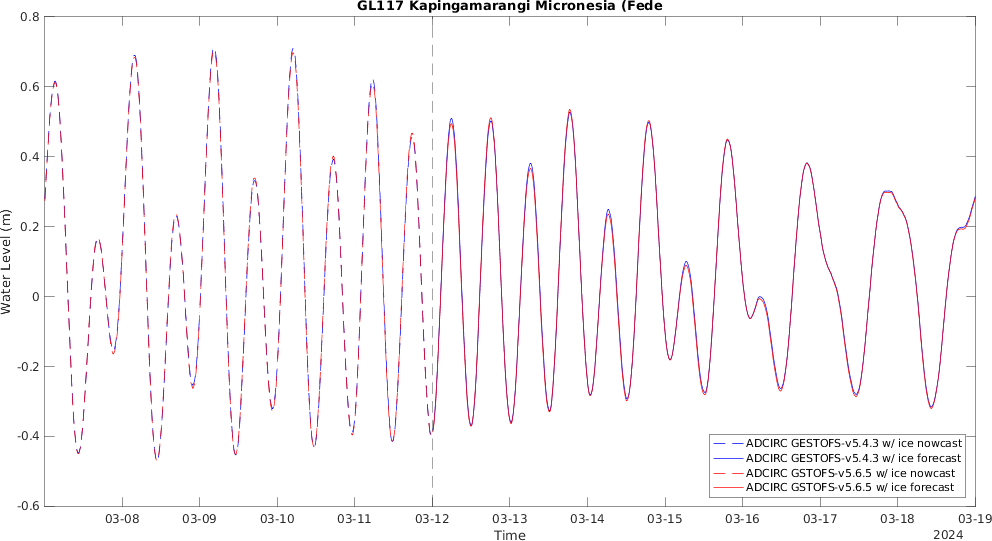 GL117 Kapingamarangi Micronesia (Fede
0.8
0.6
0.4
0.2
0
-0.2
-0.4
-0.6
Water Level (m)
ADCIRC GESTOFS-v5.4.3 w/ ice nowcast
ADCIRC GESTOFS-v5.4.3 w/ ice forecast
ADCIRC GSTOFS-v5.6.5 w/ ice nowcast
ADCIRC GSTOFS-v5.6.5 w/ ice forecast
03-08 03-09 03-10 03-11 03-12 03-13 03-14 03-15 03-16 03-17 03-18 03-19
Time
2024